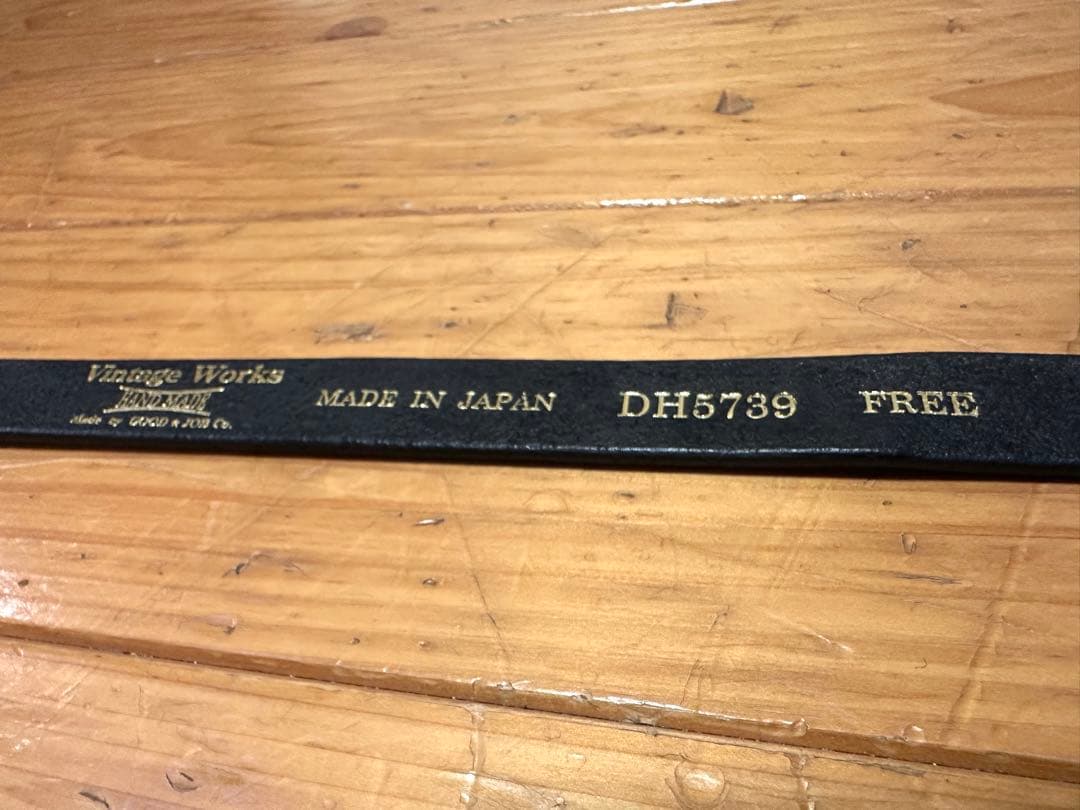 Vintage Works
HAND MADE
Made by GOOD★JOB Co.
MADE IN JAPAN
DH5739
FREE